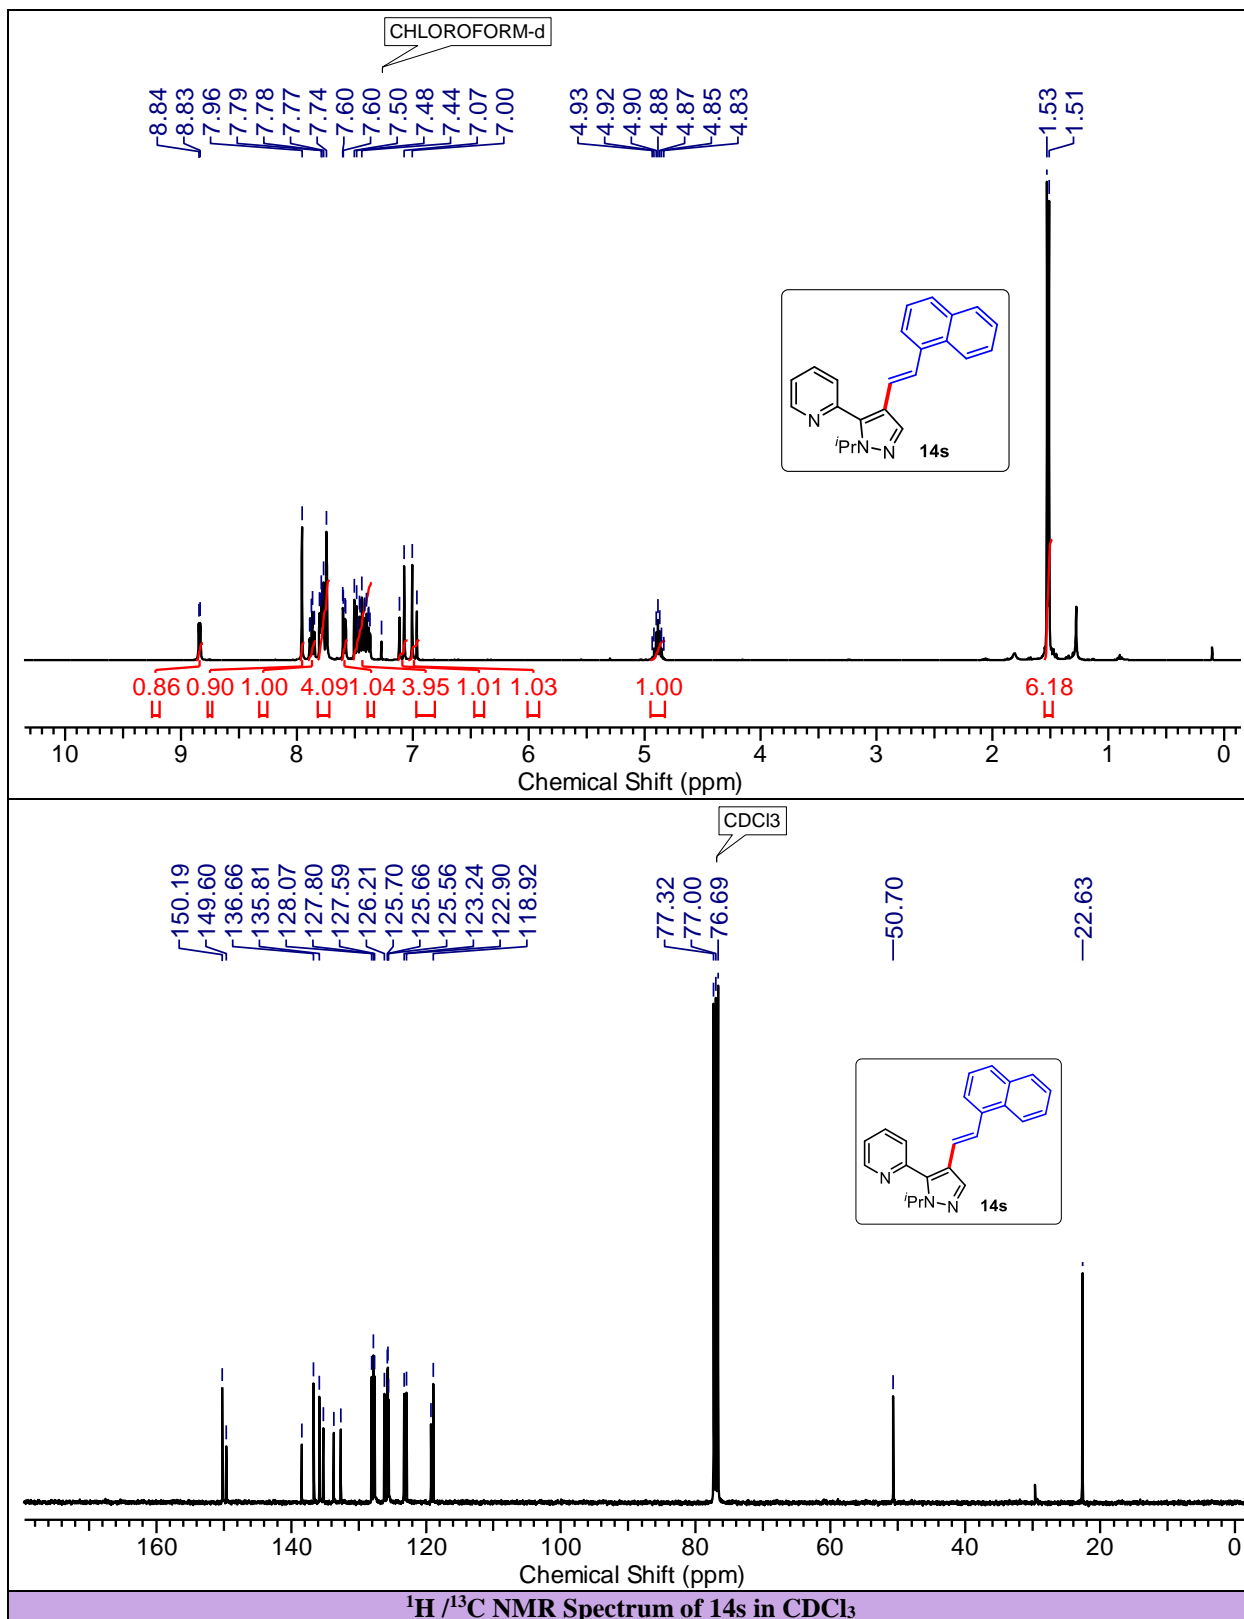 CHLOROFORM-d
8.84 8.83 7.96 7.79 7.78 7.77 7.74 7.60 7.60 7.50 7.48 7.44 7.07 7.00 4.93 4.92 4.90 4.88 4.87 4.85 4.83 1.53 1.51
N
iPr N N 14s
0.86 0.90 1.00 4.09 1.04 3.95 1.01 1.03 1.00 6.18
10 9 8 7 6 5 4 3 2 1 0
Chemical Shift (ppm)
CDCl3
150.19 149.60 136.66 135.81 128.07 127.80 127.59 126.21 125.70 125.66 125.56 123.24 122.90 118.92 77.32 77.00 76.69 50.70 22.63
N
iPr N N 14s
160 140 120 100 80 60 40 20 0
Chemical Shift (ppm)
¹H /¹³C NMR Spectrum of 14s in CDCl₃